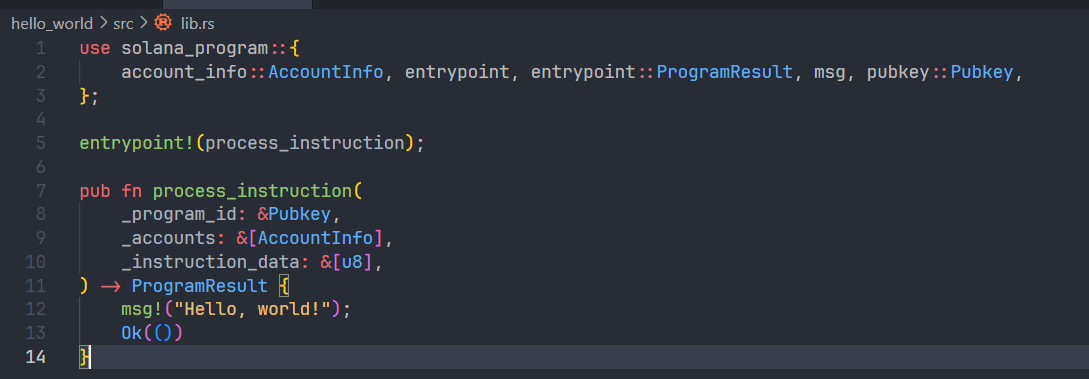 hello_world > src > lib.rs
1 use solana_program::{
2     account_info::AccountInfo, entrypoint, entrypoint::ProgramResult, msg, pubkey::Pubkey,
3 };
4
5 entrypoint!(process_instruction);
6
7 pub fn process_instruction(
8     _program_id: &Pubkey,
9     _accounts: &[AccountInfo],
10     _instruction_data: &[u8],
11 ) -> ProgramResult {
12     msg!("Hello, world!");
13     Ok(())
14 }